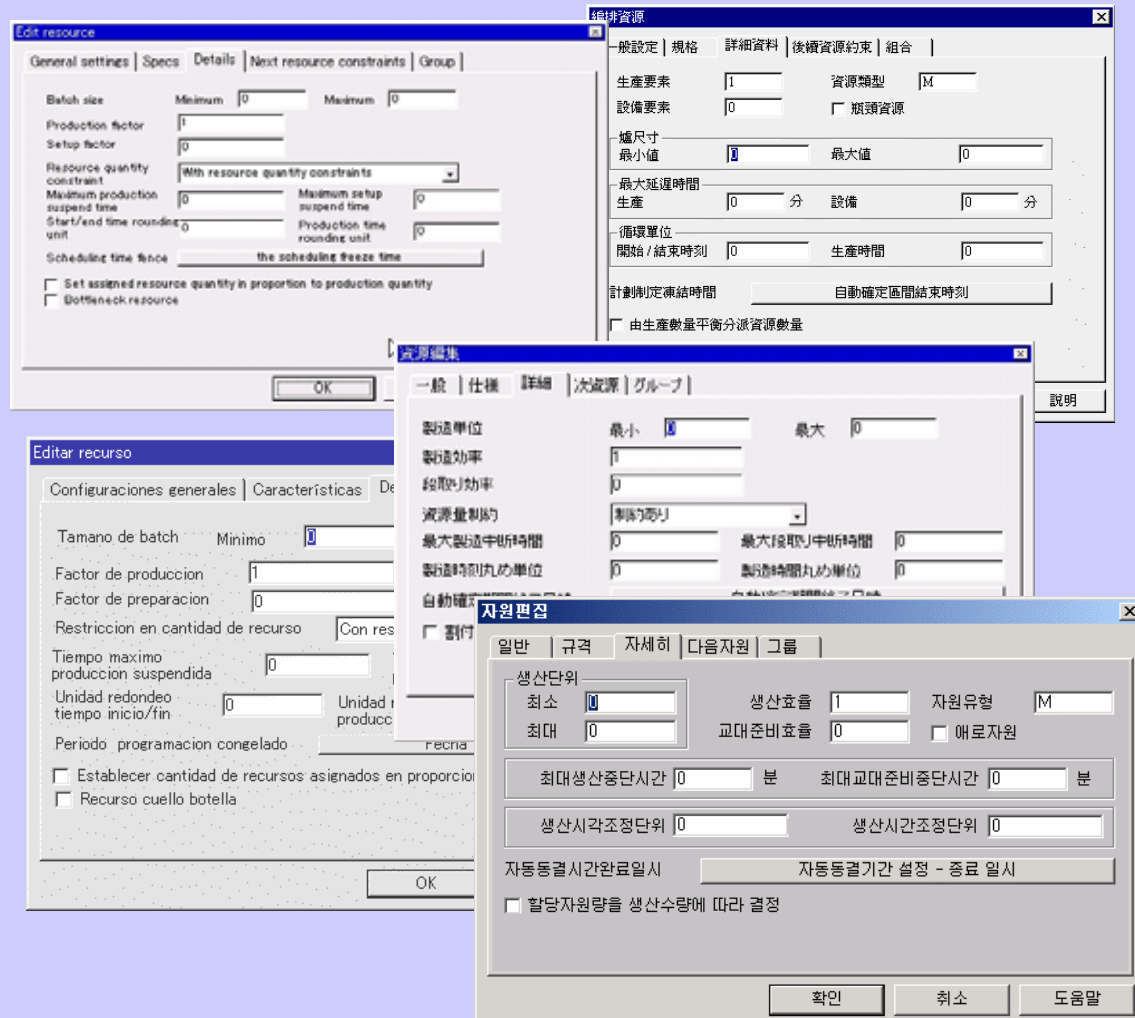 Edit resource
General settings Specs Details Next resource constraints Group
Batch size Minimum 0 Maximum 0
Production factor 1
Setup factor 0
Resource quantity constraint With resource quantity constraints
Maximum production suspend time 0 Maximum setup suspend time 0
Start/end time rounding unit 0 Production time rounding unit 0
Scheduling time fence the scheduling freeze time
Set assigned resource quantity in proportion to production quantity
Bottleneck resource
OK
編排資源
一般設定 規格 詳細資料 後續資源約束 組合
生產要素 1 資源類型 M
設備要素 0 瓶頸資源
爐尺寸
最小值 0 最大值 0
最大延遲時間
生產 0 分 設備 0 分
循環單位
開始/結束時刻 0 生產時間 0
計劃制定凍結時間 自動確定區間結束時刻
由生產數量平衡分派資源數量
說明
資源編集
一般 仕様 詳細 次資源 グループ
製造単位 最小 0 最大 0
製造効率 1
段取り効率 0
資源量制約 制約あり
最大製造中断時間 0 最大段取り中断時間 0
製造時刻丸め単位 0 製造時間丸め単位 0
自動確定
割付
Editar recurso
Configuraciones generales Características De
Tamano de batch Minimo 0
Factor de produccion 1
Factor de preparacion 0
Restriccion en cantidad de recurso Con res
Tiempo maximo produccion suspendida 0
Unidad redondeo tiempo inicio/fin 0 Unidad r producc
Periodo programacion congelado Fecha
Establecer cantidad de recursos asignados en proporcion
Recurso cuello botella
OK
자원편집
일반 규격 자세히 다음자원 그룹
생산단위
최소 0 생산효율 1 자원유형 M
최대 0 교대준비효율 0 애로자원
최대생산중단시간 0 분 최대교대준비중단시간 0 분
생산시각조정단위 0 생산시간조정단위 0
자동동결시간완료일시 자동동결기간 설정 - 종료 일시
할당자원량을 생산수량에 따라 결정
확인 취소 도움말